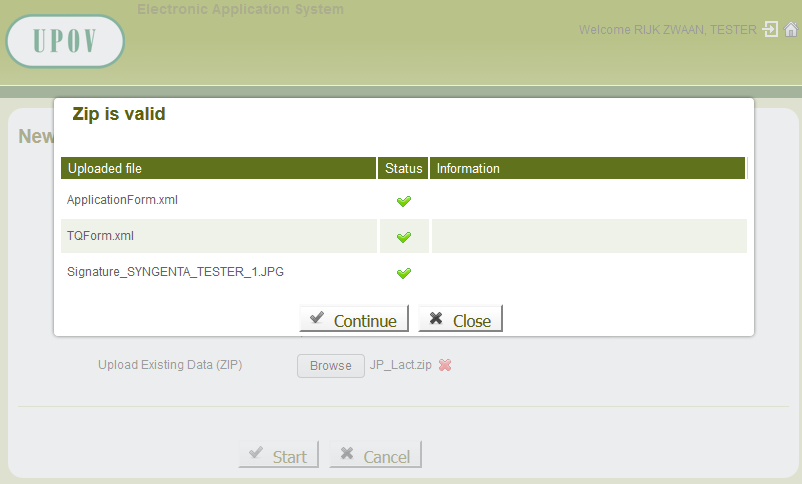 Electronic Application System
UPOV
Welcome RIJK ZWAAN, TESTER
New
Zip is valid
Uploaded file Status Information
ApplicationForm.xml
TQForm.xml
Signature_SYNGENTA_TESTER_1.JPG
Continue Close
Upload Existing Data (ZIP) Browse JP_Lact.zip
Start Cancel